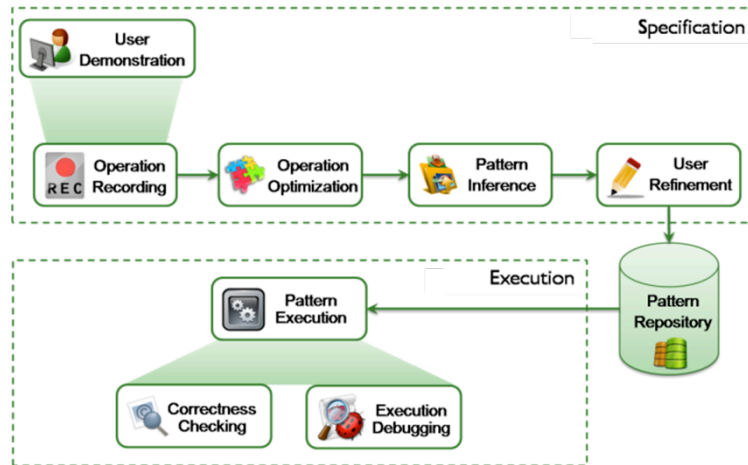 Specification
User
Demonstration
REC
Operation
Recording
Operation
Optimization
Pattern
Inference
User
Refinement
Execution
Pattern
Execution
Pattern
Repository
Correctness
Checking
Execution
Debugging